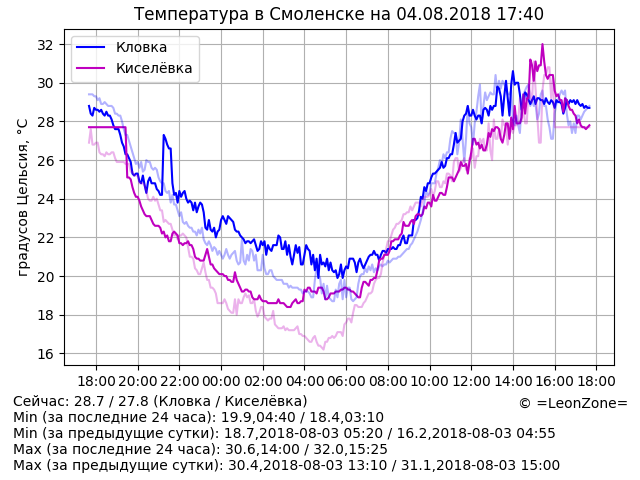 Температура в Смоленске на 04.08.2018 17:40
Кловка
Киселёвка
градусов Цельсия, °C
32
30
28
26
24
22
20
18
16
18:00 20:00 22:00 00:00 02:00 04:00 06:00 08:00 10:00 12:00 14:00 16:00 18:00
Сейчас: 28.7 / 27.8 (Кловка / Киселёвка)
© =LeonZone=
Min (за последние 24 часа): 19.9,04:40 / 18.4,03:10
Min (за предыдущие сутки): 18.7,2018-08-03 05:20 / 16.2,2018-08-03 04:55
Max (за последние 24 часа): 30.6,14:00 / 32.0,15:25
Max (за предыдущие сутки): 30.4,2018-08-03 13:10 / 31.1,2018-08-03 15:00